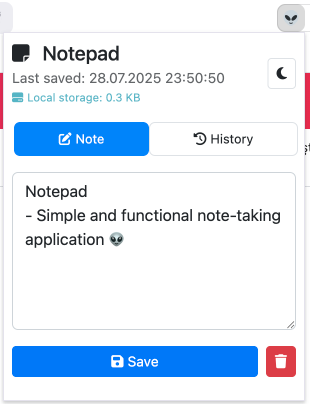 Notepad
Last saved: 28.07.2025 23:50:50
Local storage: 0.3 KB
Note
History
Notepad
- Simple and functional note-taking
application 👽
Save